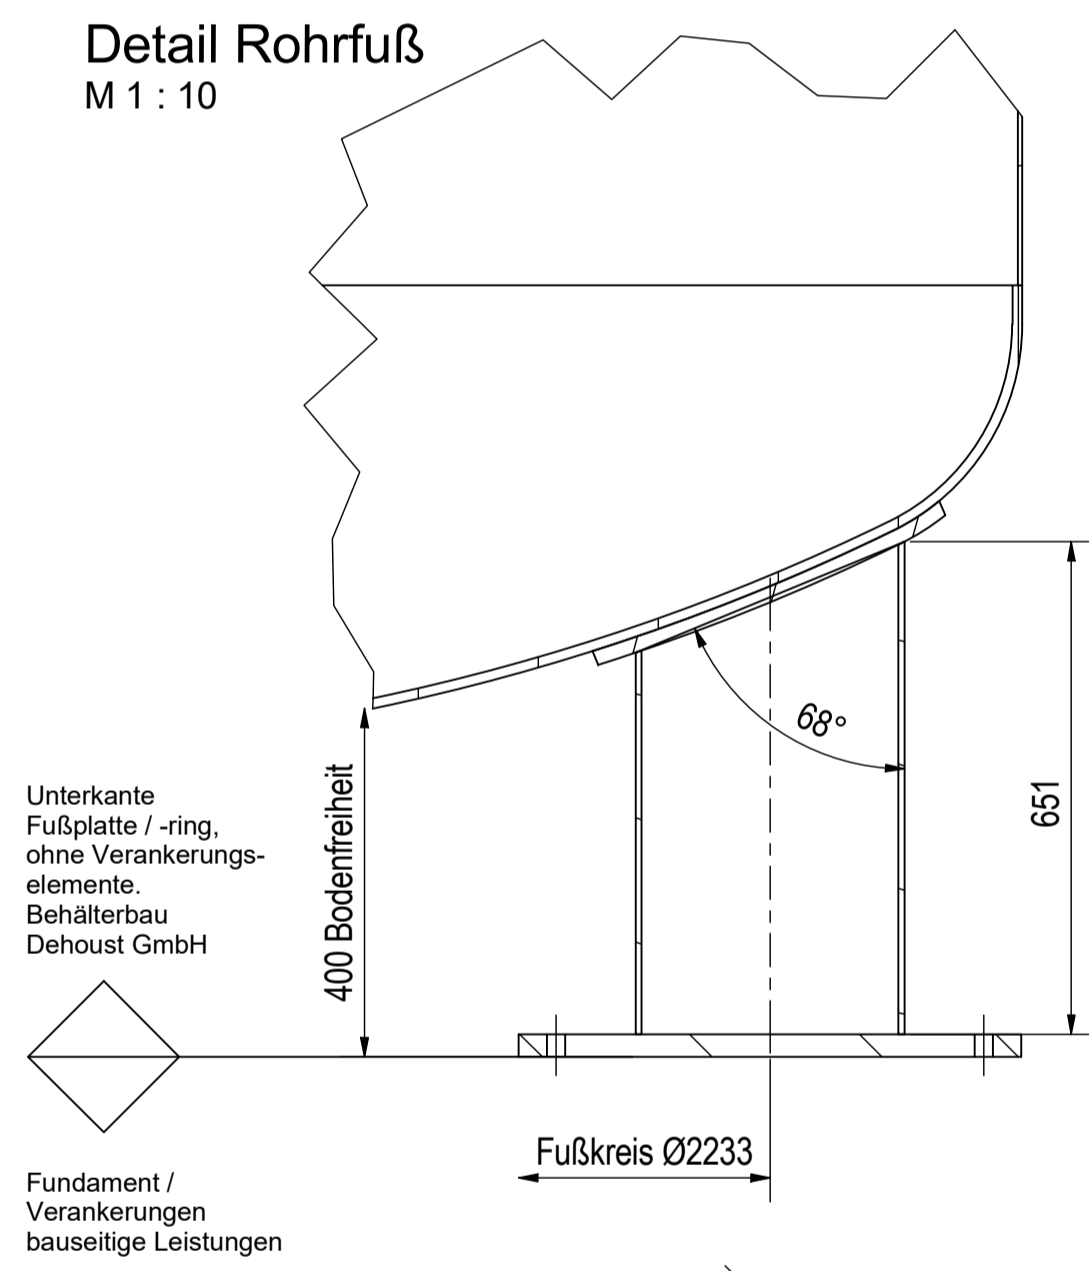 Detail Rohrfuß
M 1 : 10
68°
651
400 Bodenfreiheit
Unterkante
Fußplatte / -ring,
ohne Verankerungs-
elemente.
Behälterbau
Dehoust GmbH
Fußkreis Ø2233
Fundament /
Verankerungen
bauseitige Leistungen